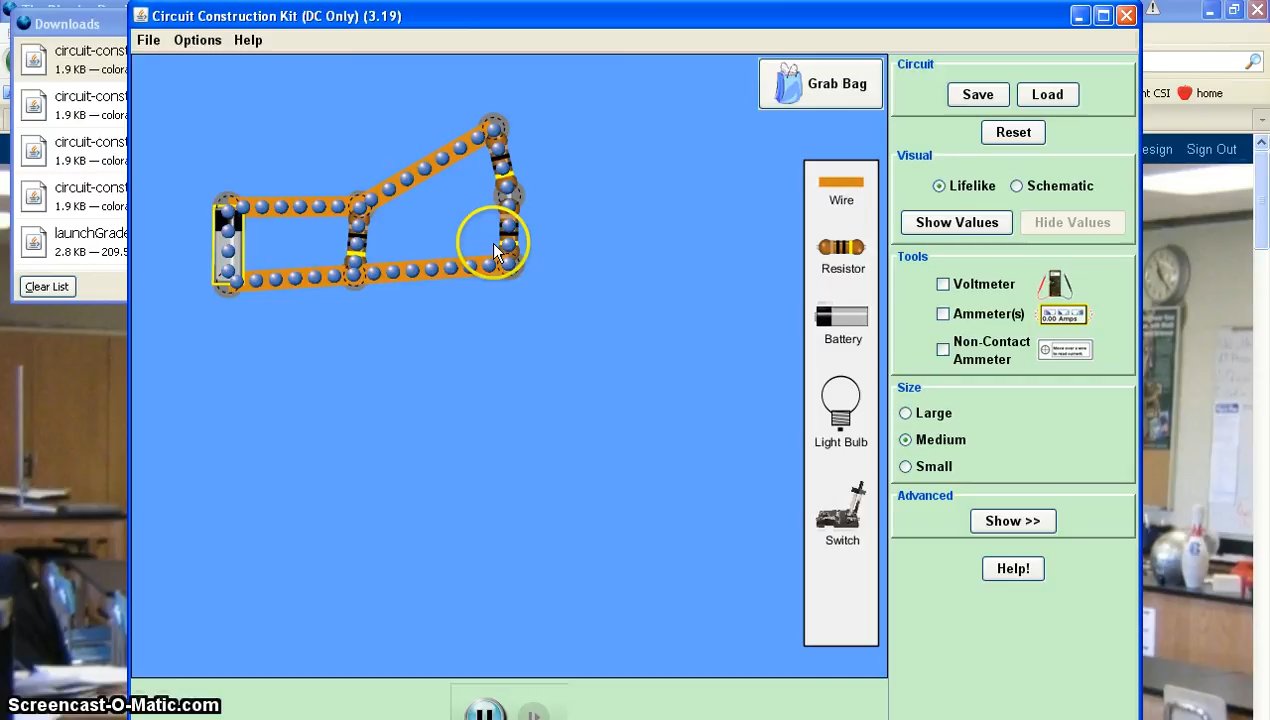 Circuit Construction Kit (DC Only) (3.19)
Downloads
File Options Help
circuit-const
1.9 KB — colora
circuit-const
1.9 KB — colora
circuit-const
1.9 KB — colora
circuit-const
1.9 KB — colora
launchGrade
2.8 KB — 209.5
Clear List
Grab Bag
Wire
Resistor
Battery
Light Bulb
Switch
0.00 Amps
Circuit
Save Load
Reset
Visual
Lifelike Schematic
Show Values Hide Values
Tools
Voltmeter
Ammeter(s)
Non-Contact
Ammeter
Size
Large
Medium
Small
Advanced
Show >>
Help!
nt CSI home
esign Sign Out
Screencast-O-Matic.com